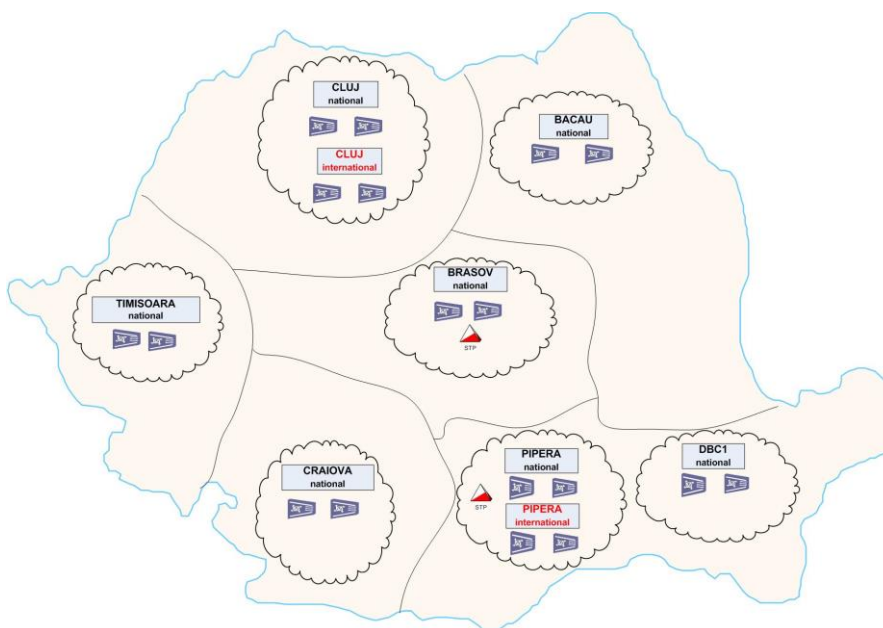 CLUJ
national
CLUJ
international
BACAU
national
TIMISOARA
national
BRASOV
national
STP
CRAIOVA
national
PIPERA
national
STP
PIPERA
international
DBC1
national